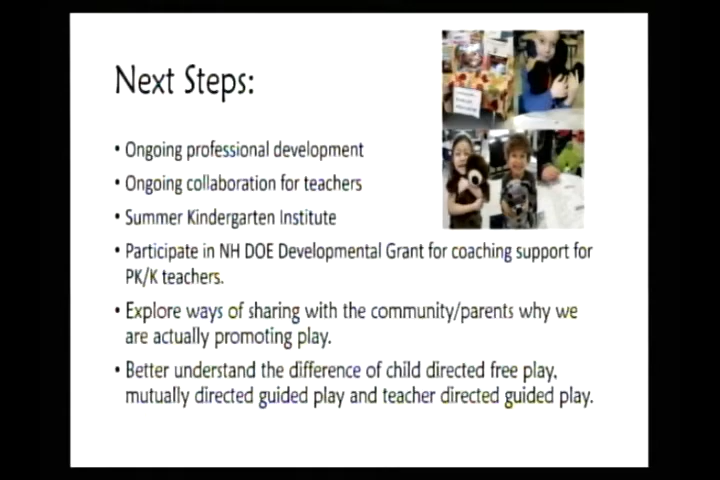 Next Steps:
• Ongoing professional development
• Ongoing collaboration for teachers
• Summer Kindergarten Institute
• Participate in NH DOE Developmental Grant for coaching support for
PK/K teachers.
• Explore ways of sharing with the community/parents why we
are actually promoting play.
• Better understand the difference of child directed free play,
mutually directed guided play and teacher directed guided play.